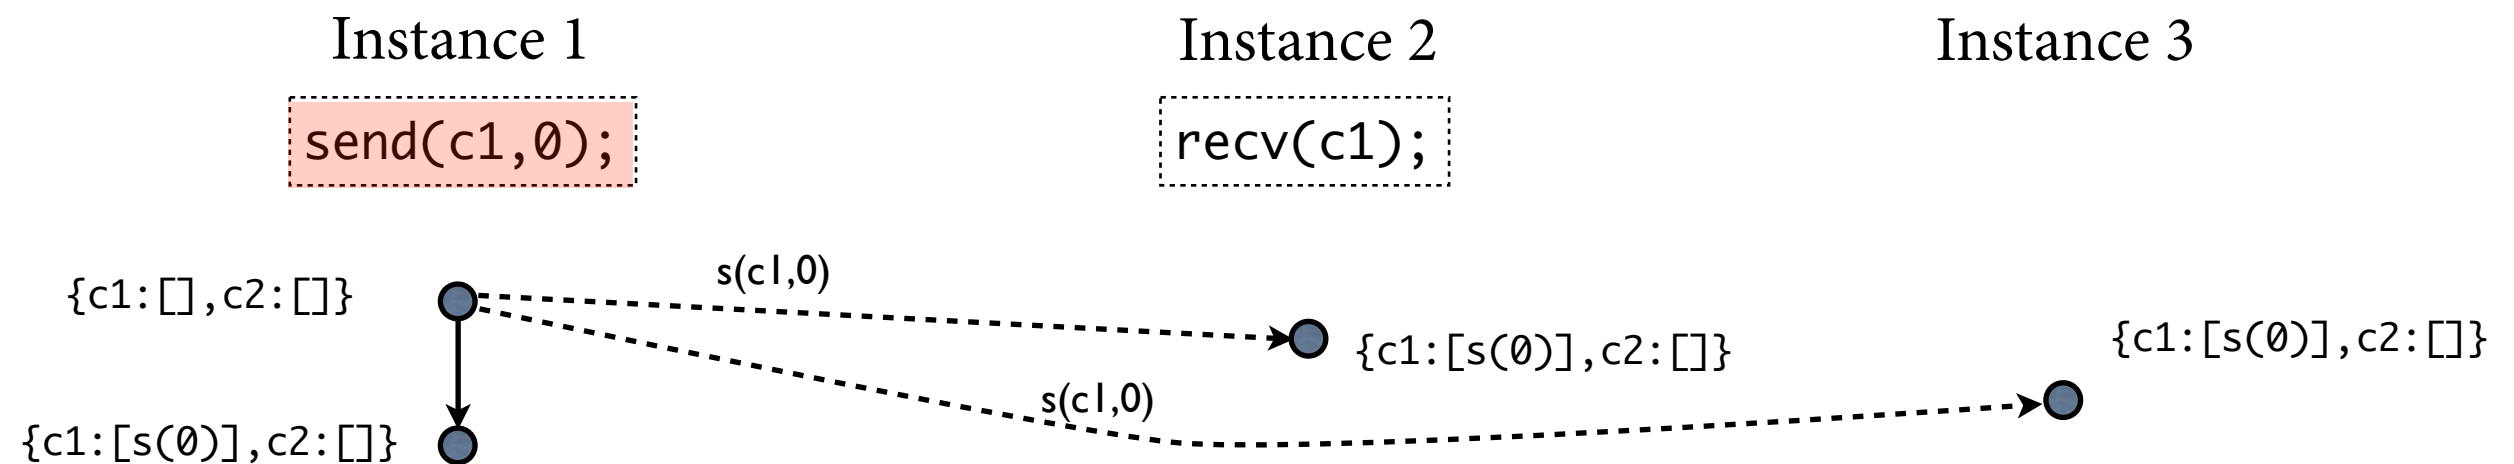 Instance 1
Instance 2
Instance 3
send(c1,0);
recv(c1);
s(c1,0)
{c1:[],c2:[]}
{c1:[s(0)],c2:[]}
{c1:[s(0)],c2:[]}
s(c1,0)
{c1:[s(0)],c2:[]}